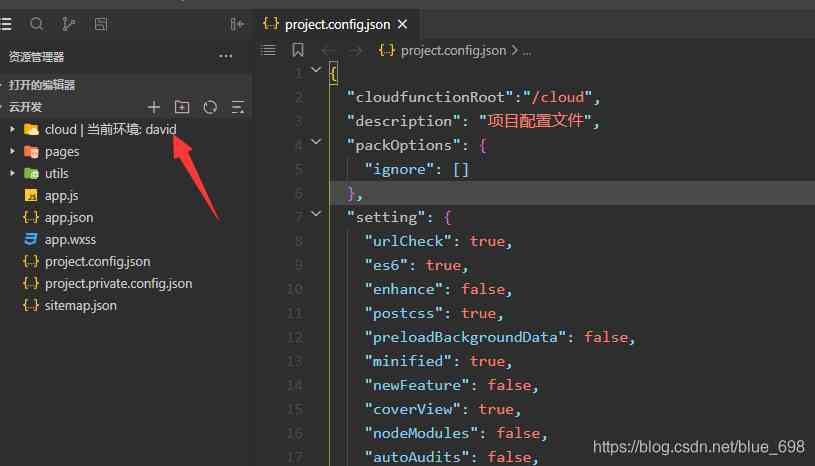 project.config.json
资源管理器
...
project.config.json > ...
打开的编辑器
云开发
cloud | 当前环境: david
pages
utils
app.js
app.json
app.wxss
project.config.json
project.private.config.json
sitemap.json
1 {
2 "cloudfunctionRoot":"/cloud",
3 "description": "项目配置文件",
4 "packOptions": {
5 "ignore": []
6 },
7 "setting": {
8 "urlCheck": true,
9 "es6": true,
10 "enhance": false,
11 "postcss": true,
12 "preloadBackgroundData": false,
13 "minified": true,
14 "newFeature": false,
15 "coverView": true,
16 "nodeModules": false,
17 "autoAudits": false,
https://blog.csdn.net/blue_698